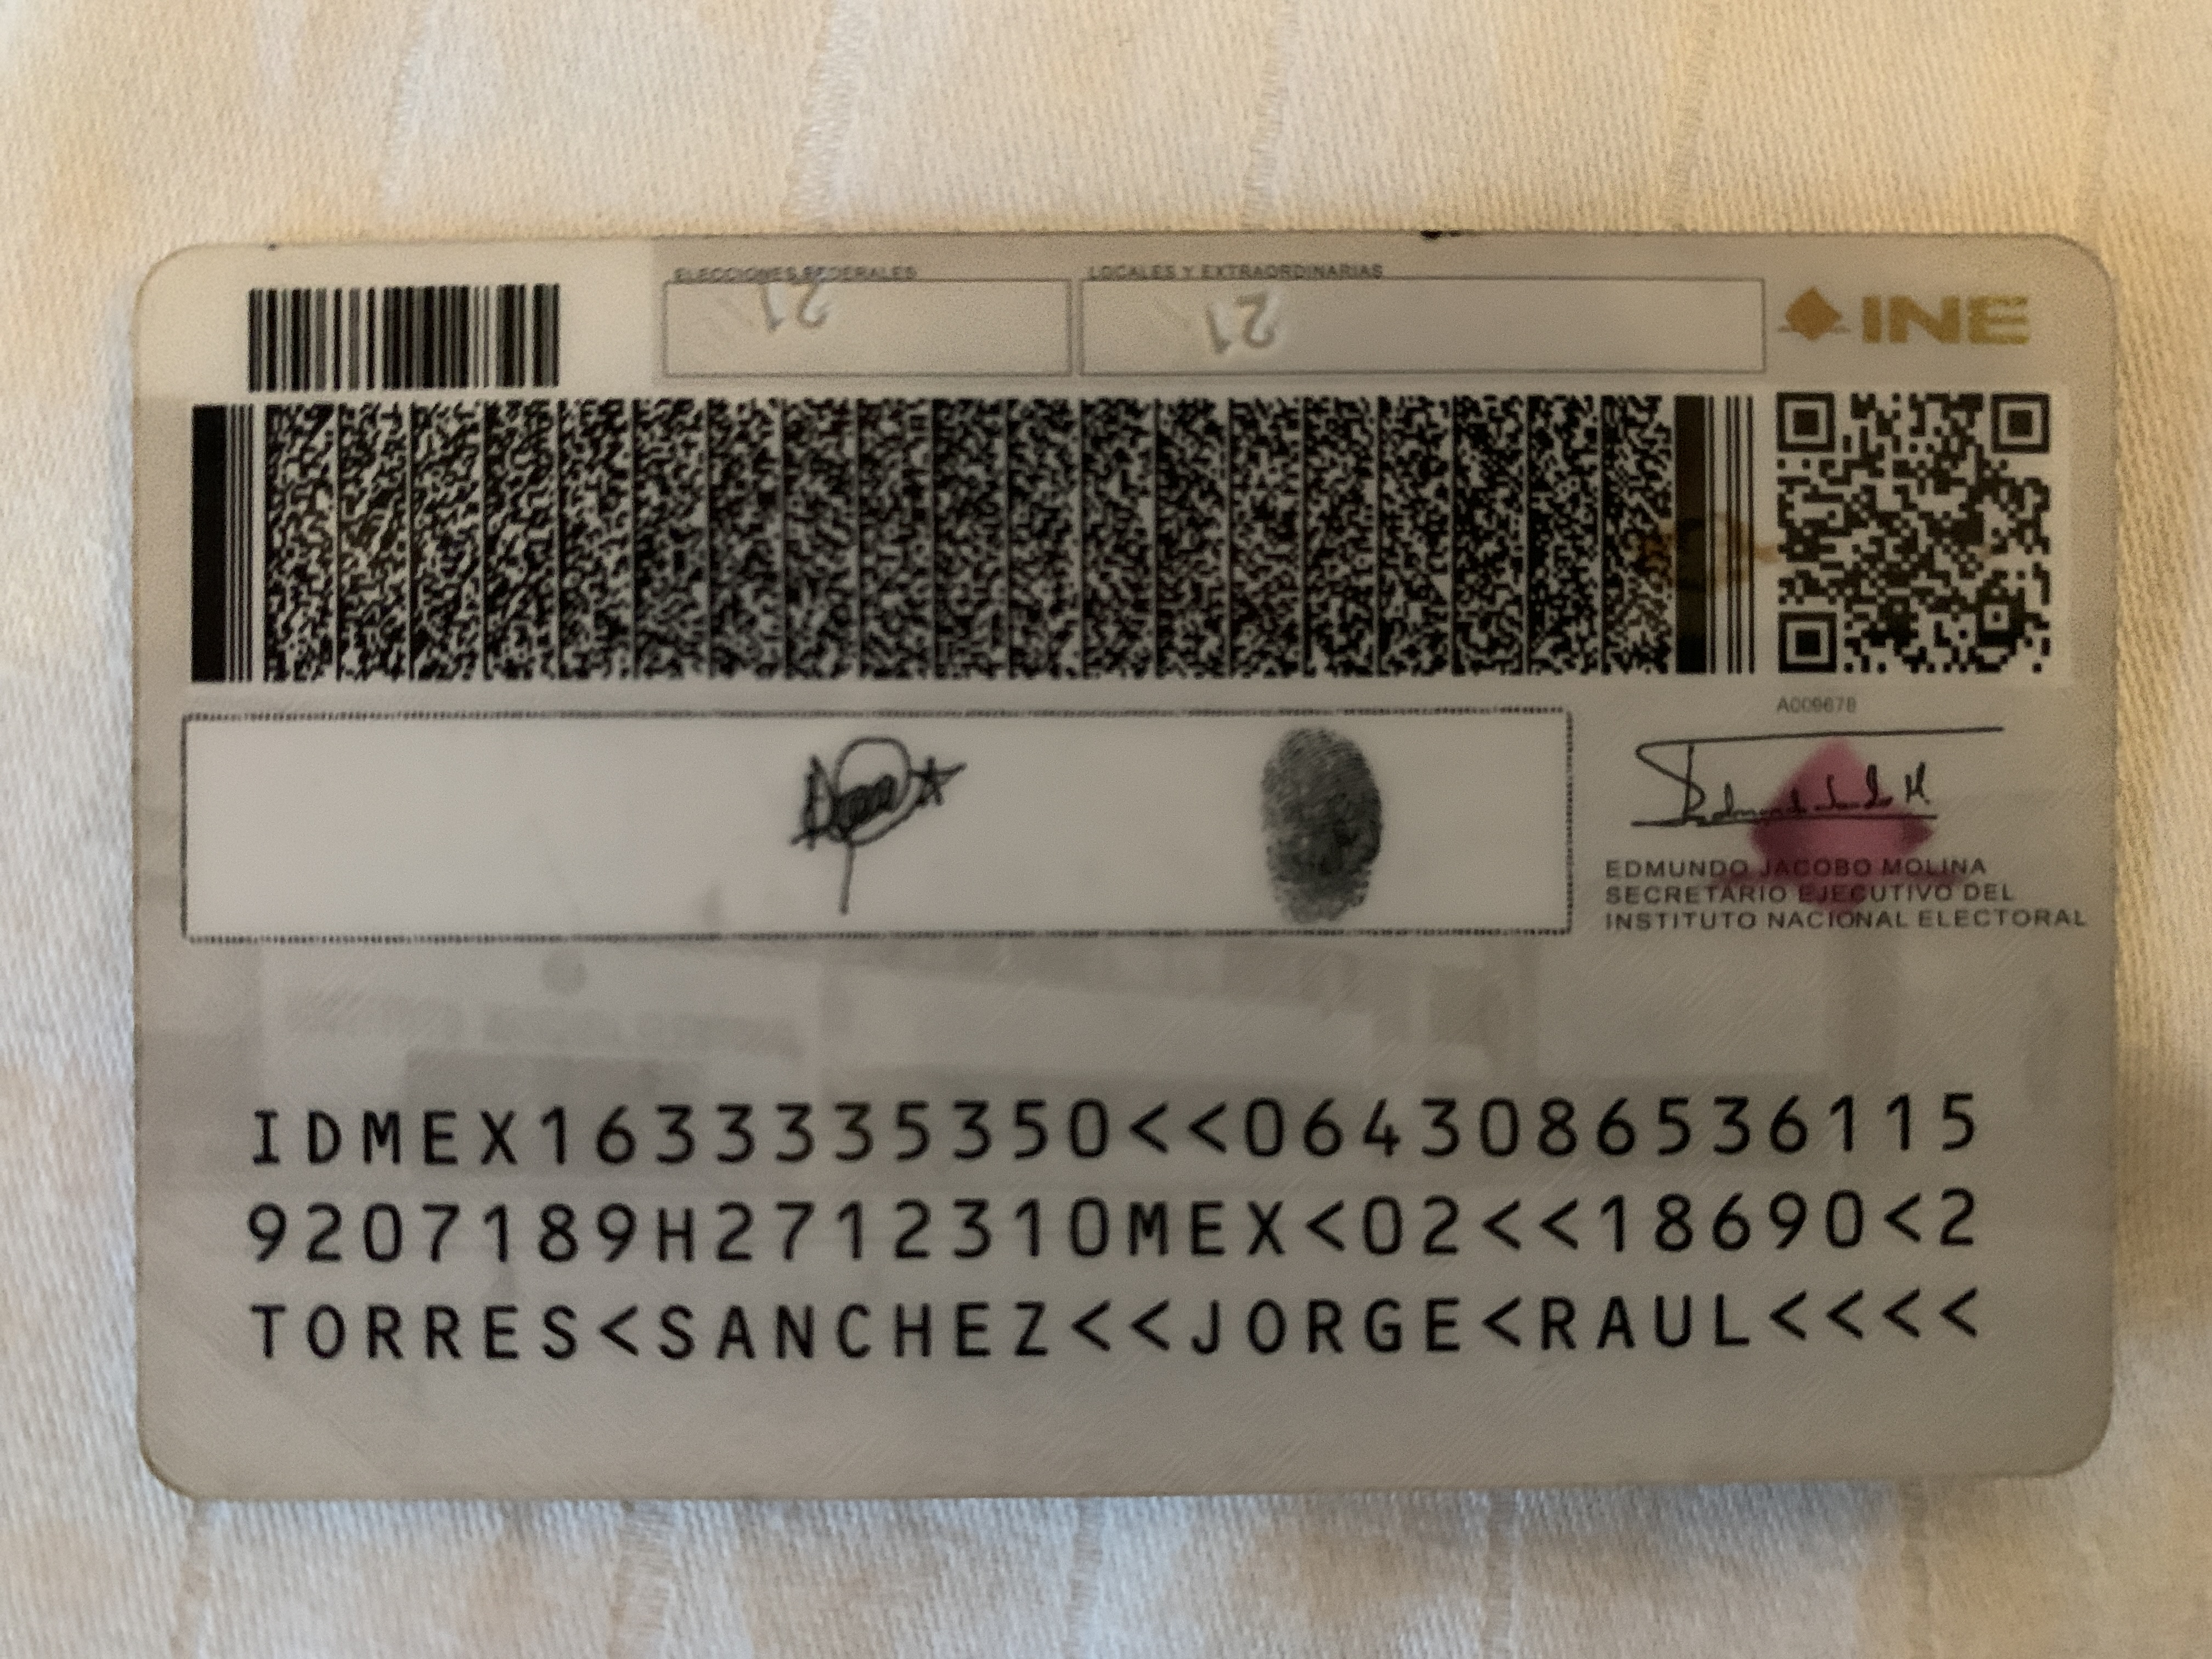 ELECCIONES FEDERALES
LOCALES Y EXTRAORDINARIAS
21
21
INE
A009678
EDMUNDO JACOBO MOLINA
SECRETARIO EJECUTIVO DEL
INSTITUTO NACIONAL ELECTORAL
IDMEX1633335350<<0643086536115
9207189H2712310MEX<02<<18690<2
TORRES<SANCHEZ<<JORGE<RAUL<<<<